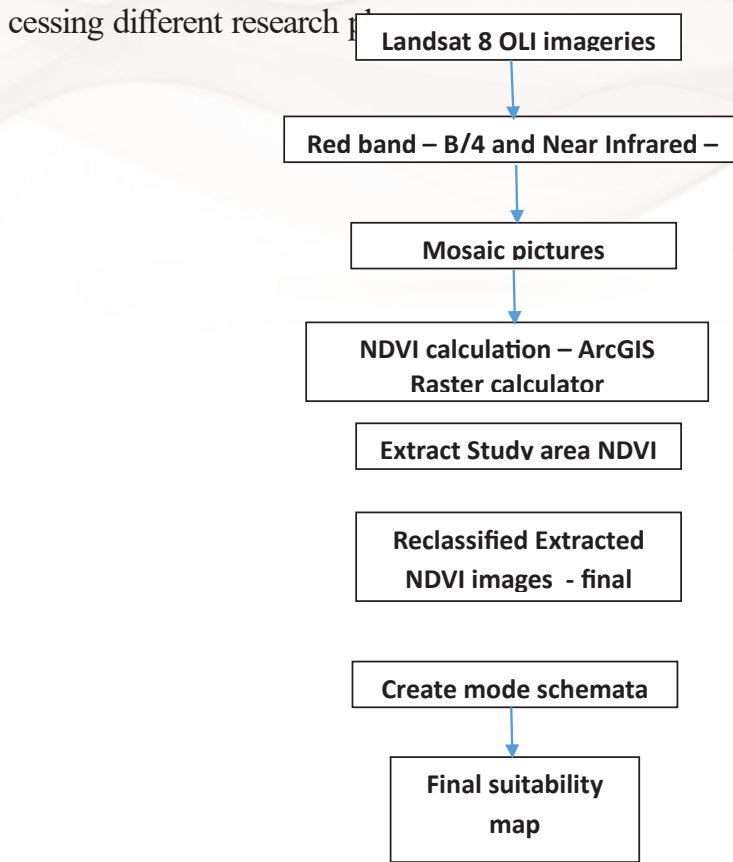 cessing different research
Landsat 8 OLI imageries
Red band – B/4 and Near Infrared –
Mosaic pictures
NDVI calculation – ArcGIS
Raster calculator
Extract Study area NDVI
Reclassified Extracted
NDVI images - final
Create mode schemata
Final suitability
map